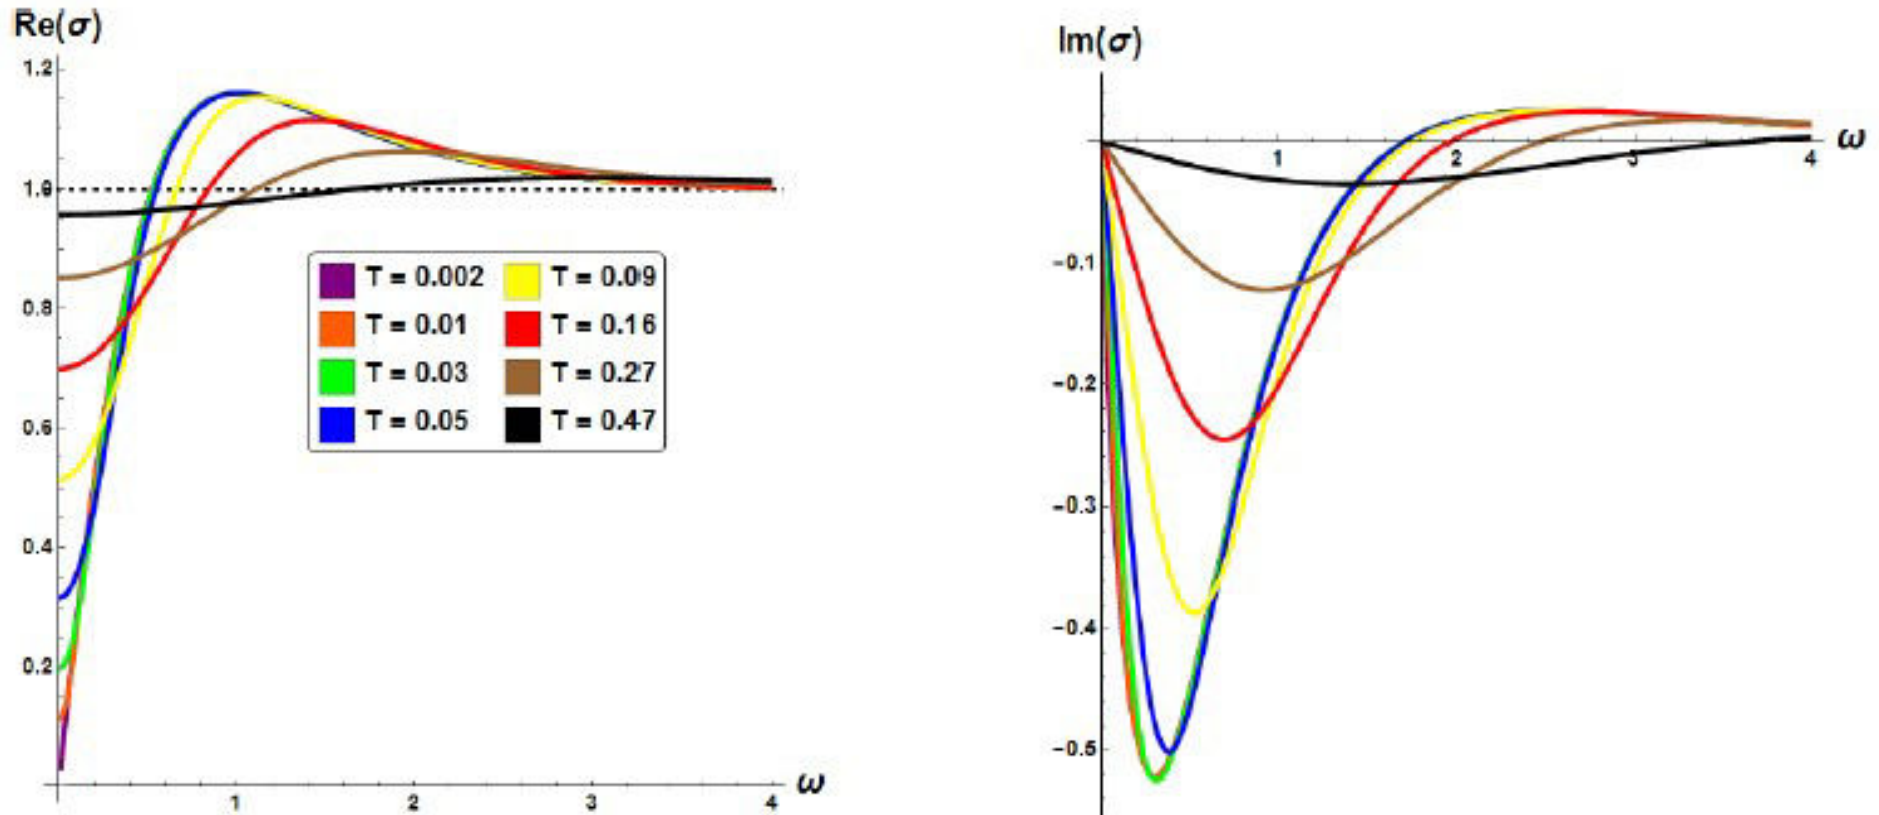 Re(σ)
1.2
1.0
0.8
0.6
0.4
0.2
1 2 3 4 ω
T = 0.002 T = 0.09
T = 0.01 T = 0.16
T = 0.03 T = 0.27
T = 0.05 T = 0.47
Im(σ)
1 2 3 4 ω
-0.1
-0.2
-0.3
-0.4
-0.5